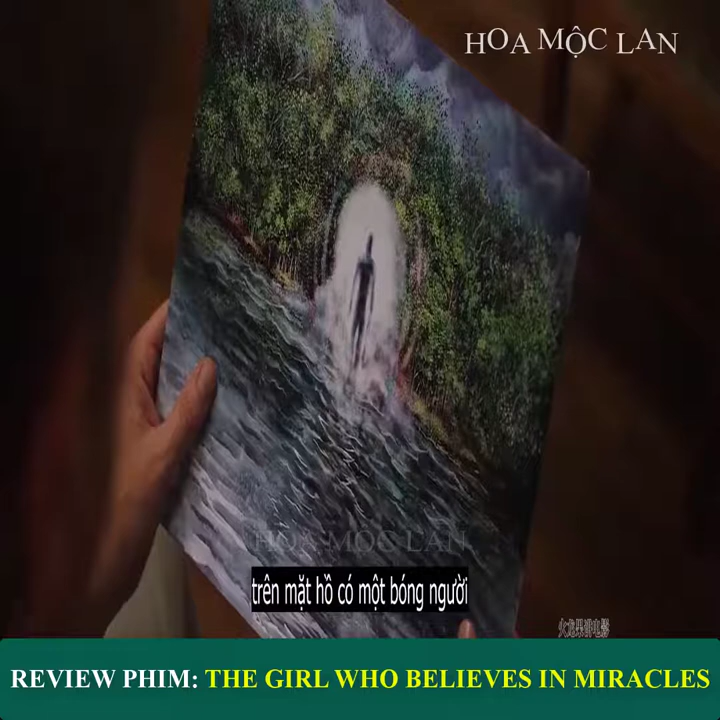 HOA MỘC LAN
HOA MỘC LAN
trên mặt hồ có một bóng người
REVIEW PHIM: THE GIRL WHO BELIEVES IN MIRACLES